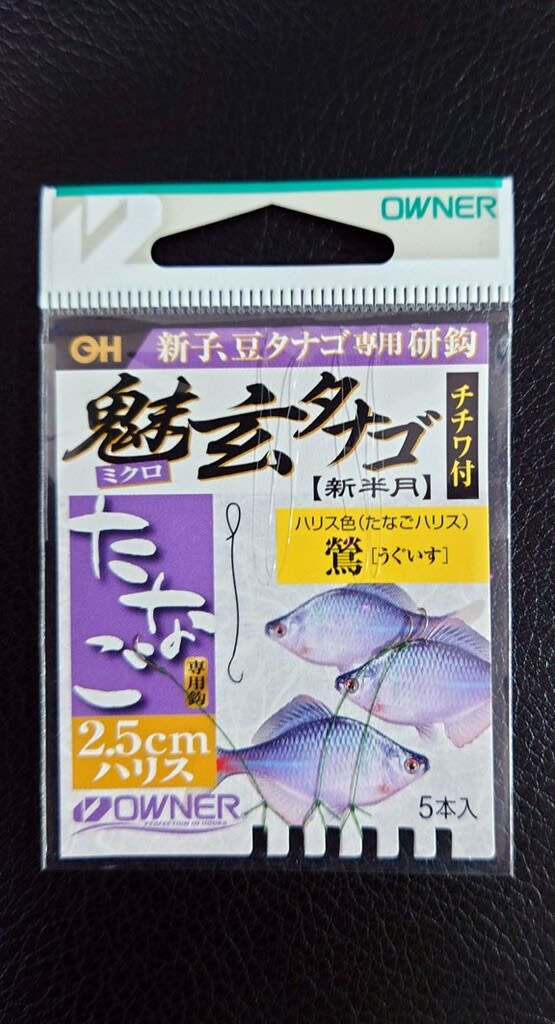 OWNER
OH 新子、豆タナゴ専用研鈎
魅玄タナゴ
ミクロ
【新半月】
チチワ付
ハリス色(たなごハリス)
鶯[うぐいす]
たなご
専用鈎
2.5cm
ハリス
OWNER
PERFECTION IN HOOKS
5本入